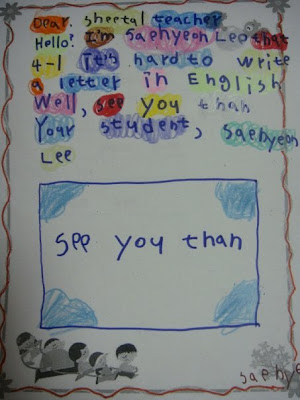 Dear. sheetal teacher
Hello? I'm Saehyeon Leo that
4-1 It's hard to write
a letter in English
Well, see you than
Your student, Saehyeon
Lee
see you than
saehye